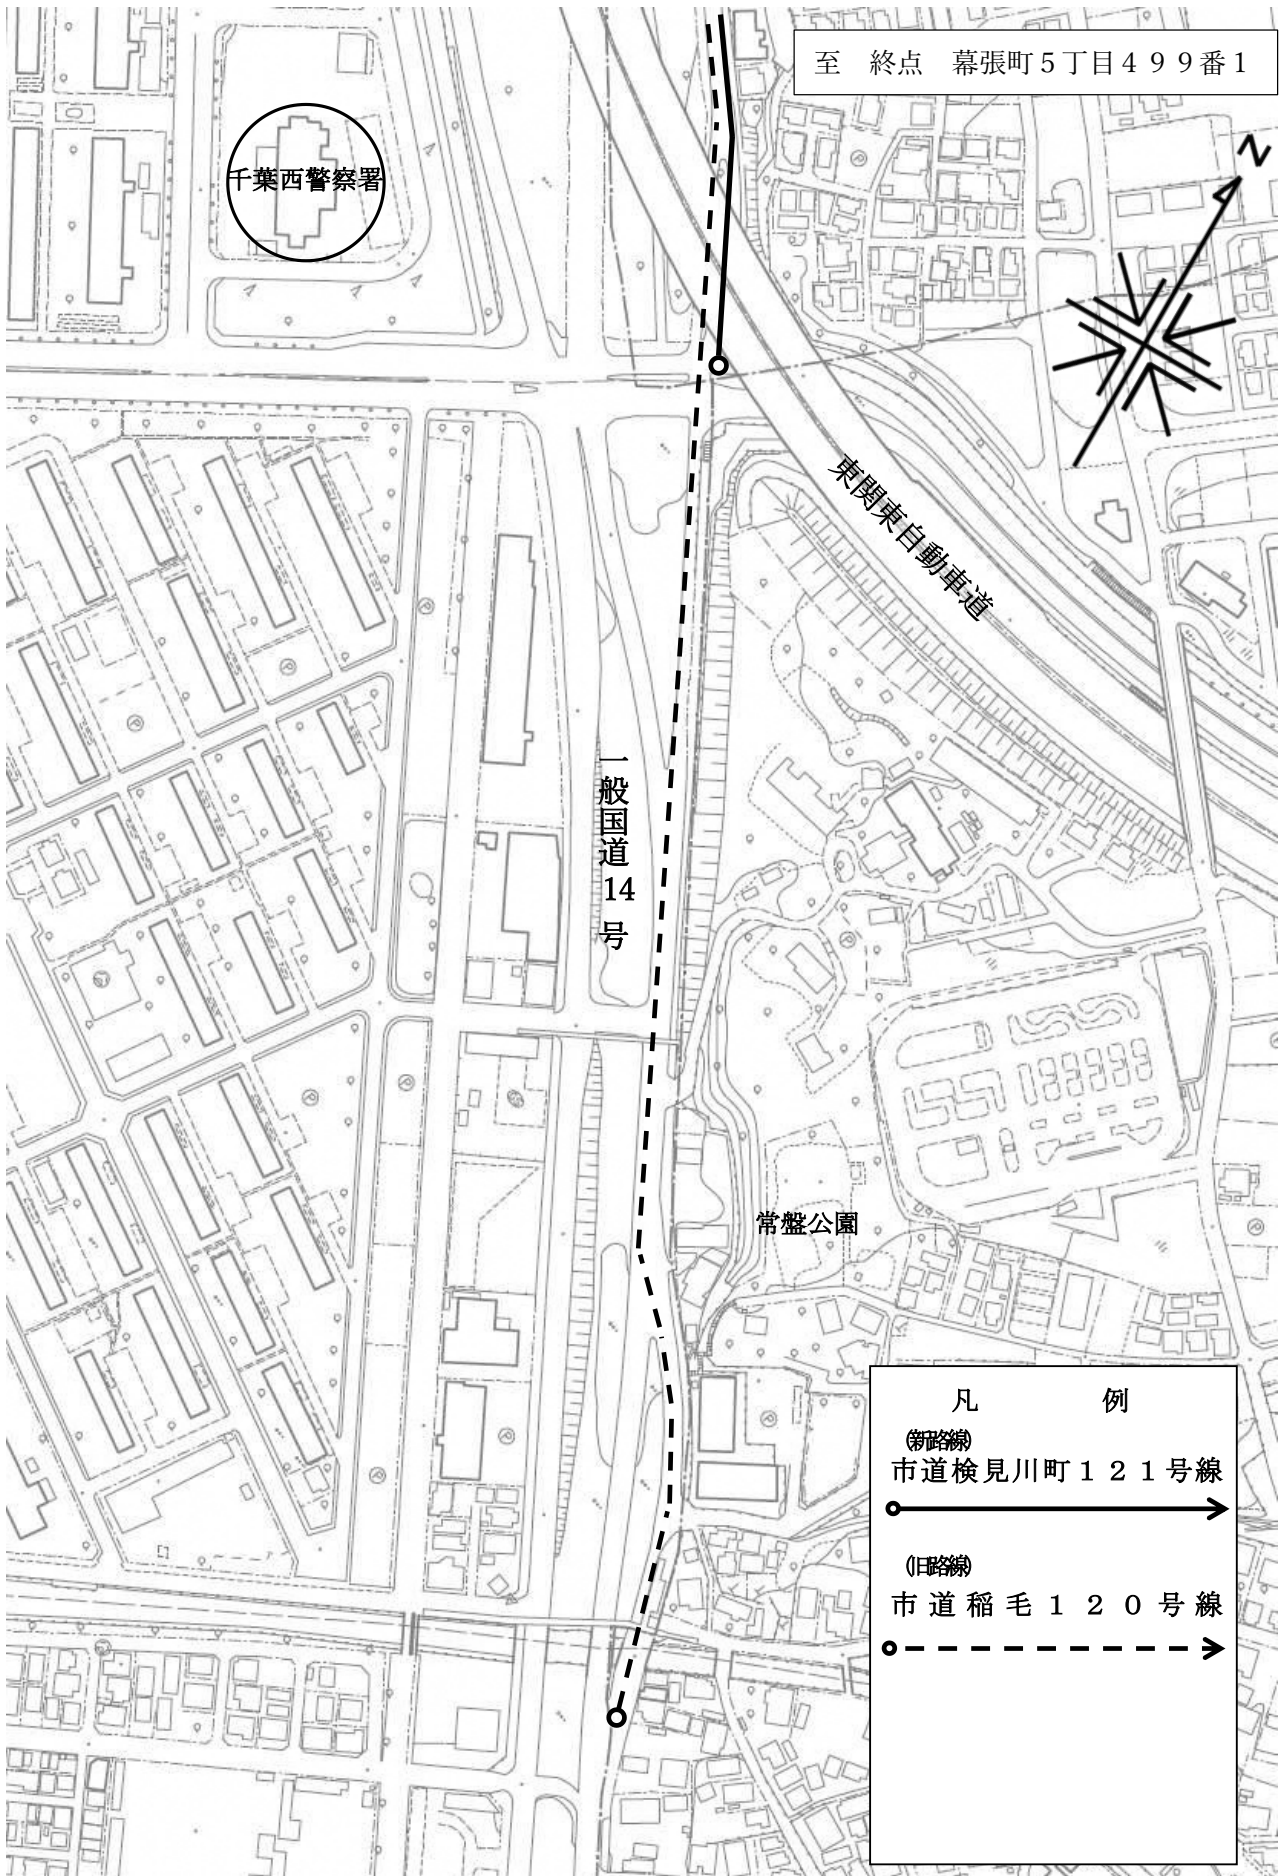 至　終点　幕張町５丁目４９９番１
N
千葉西警察署
東関東自動車道
一般国道14号
常盤公園
凡　例
(新路線)
市道検見川町１２１号線
(旧路線)
市道稲毛１２０号線